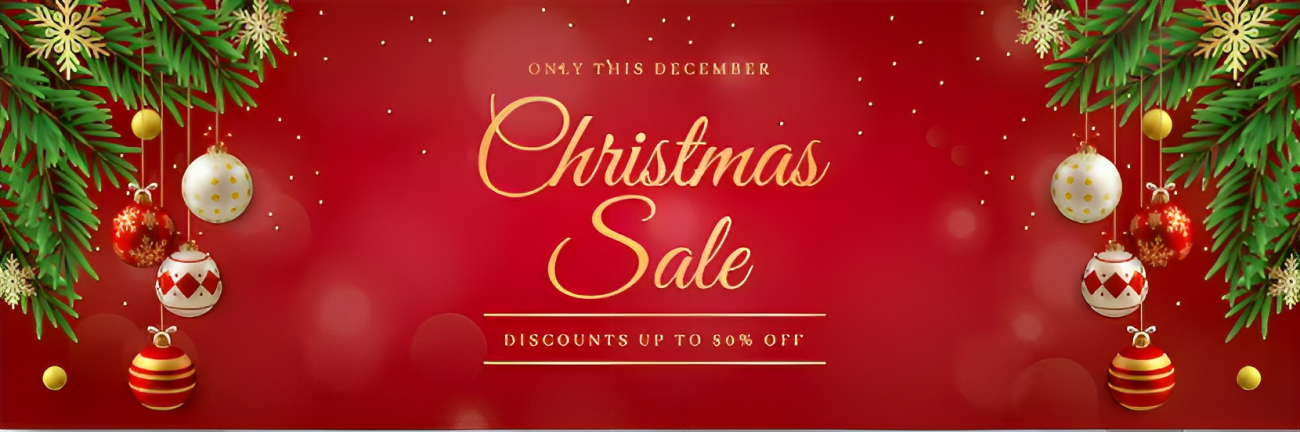 ONLY THIS DECEMBER
Christmas
Sale
DISCOUNTS UP TO 50% OFF